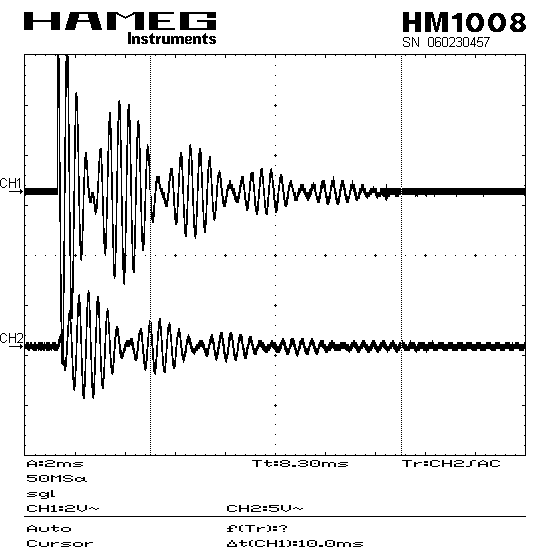 HAMEG
Instruments
HM1008
SN 060230457
CH1
CH2
A:2ms Tt:8.30ms Tr:CH2∫AC
50MSa
sgl
CH1:2V~ CH2:5V~
Auto f(Tr):?
Cursor Δt(CH1):10.0ms